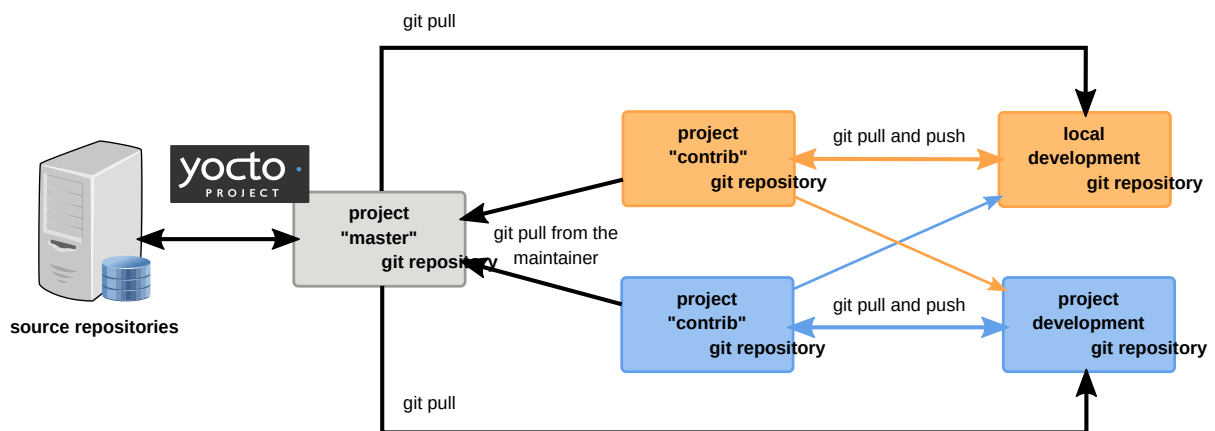 git pull
yocto
PROJECT
source repositories
project
"master"
git repository
git pull from the
maintainer
project
"contrib"
git repository
git pull and push
local
development
git repository
project
"contrib"
git repository
git pull and push
project
development
git repository
git pull